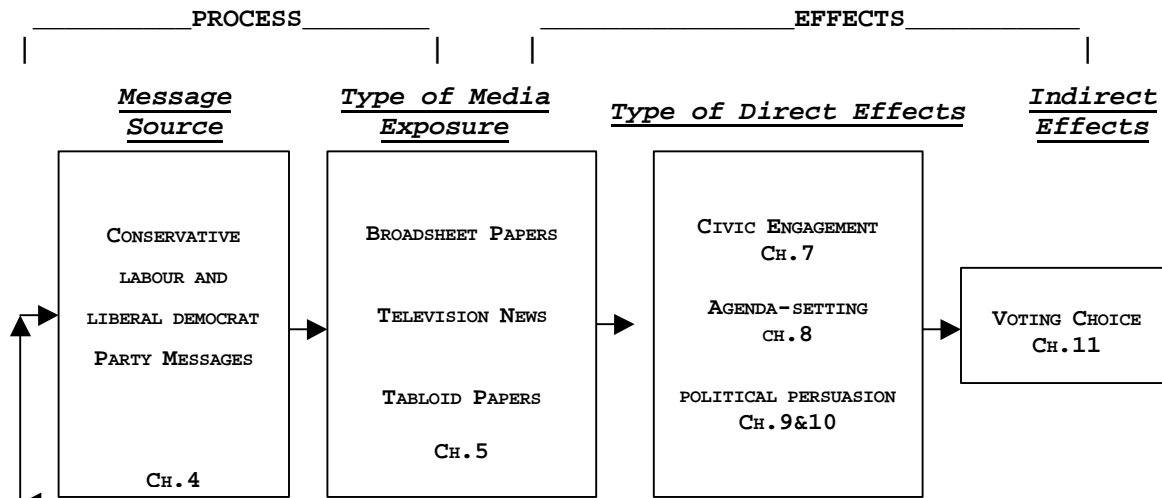 PROCESS
EFFECTS
Message
Source
Type of Media
Exposure
Type of Direct Effects
Indirect
Effects
CONSERVATIVE
LABOUR AND
LIBERAL DEMOCRAT
PARTY MESSAGES
CH.4
BROADSHEET PAPERS
TELEVISION NEWS
TABLOID PAPERS
CH.5
CIVIC ENGAGEMENT
CH.7
AGENDA-SETTING
CH.8
POLITICAL PERSUASION
CH.9&10
VOTING CHOICE
CH.11